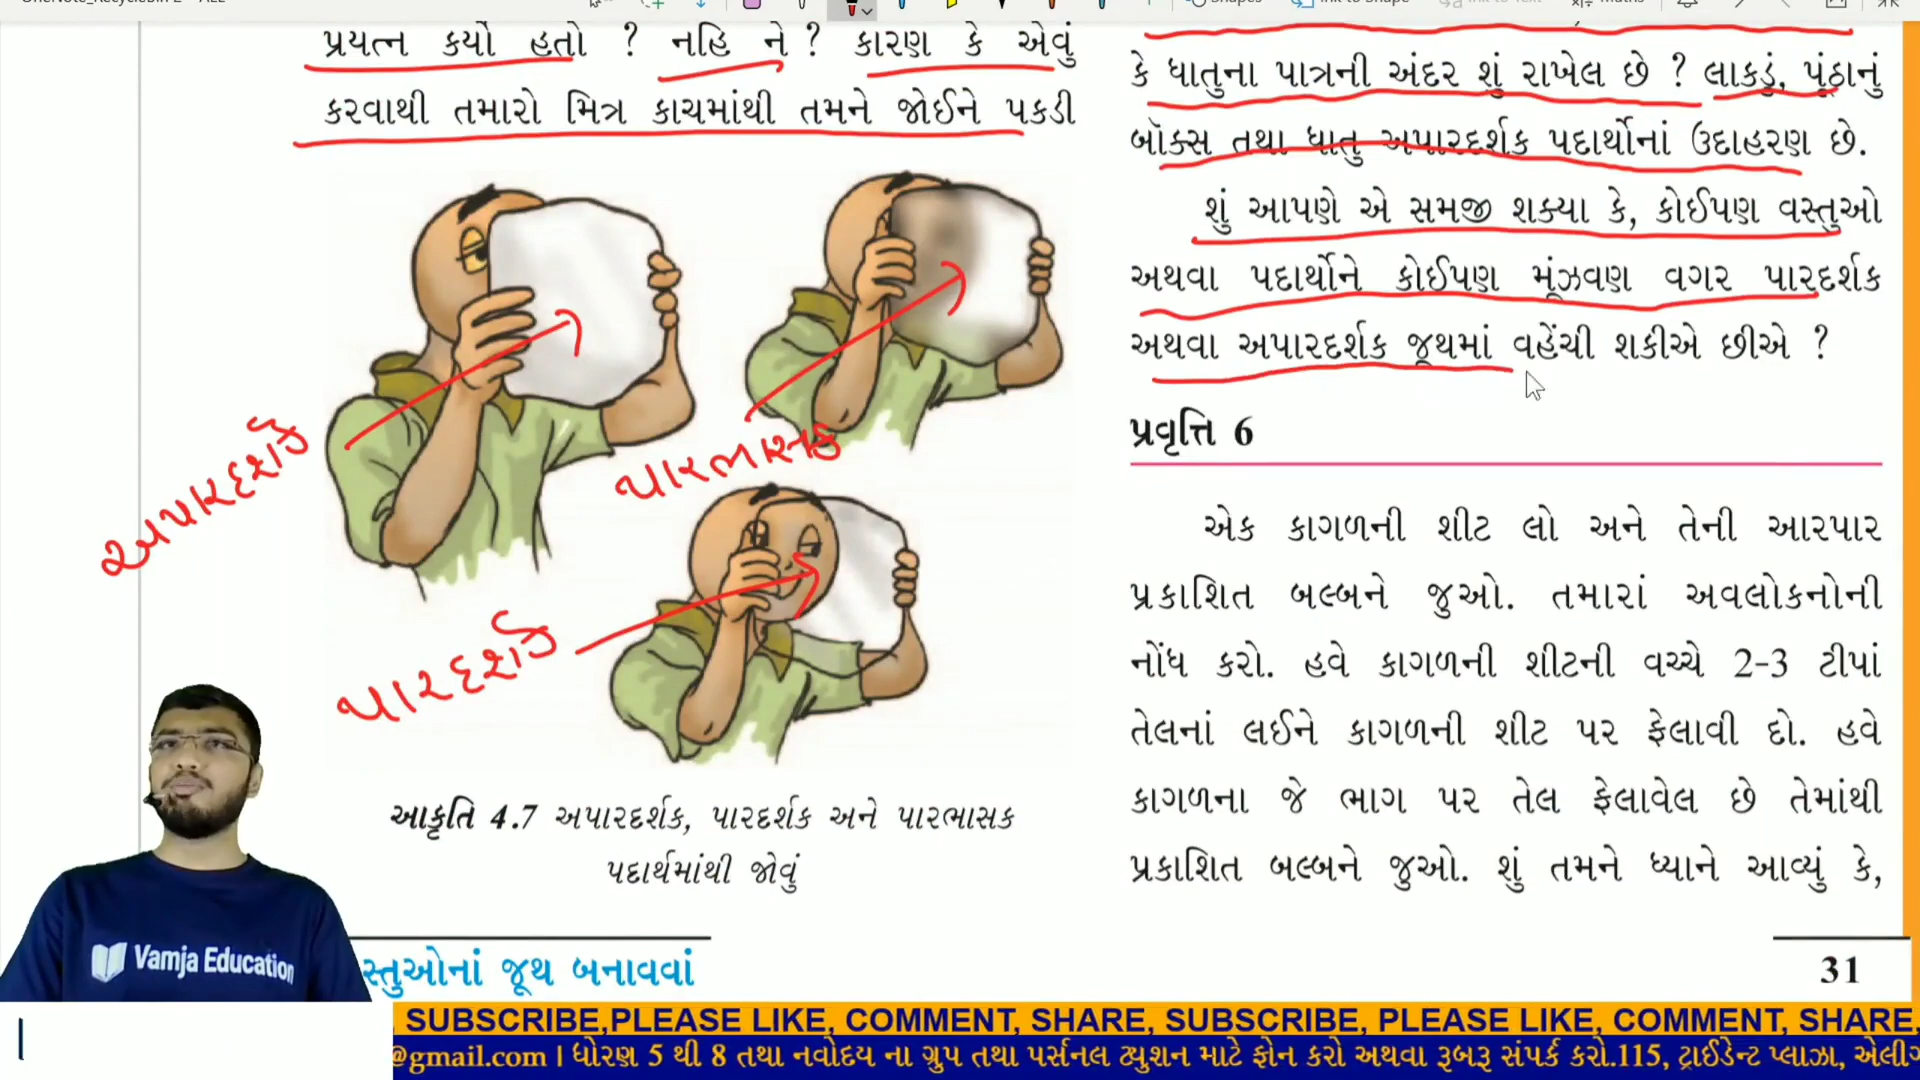 પ્રયત્ન કર્યો હતો ? નહિ ને ? કારણ કે એવું
કરવાથી તમારો મિત્ર કાચમાંથી તમને જોઈને પકડી
અપારદર્શક
પારભાસક
પારદર્શક
આકૃતિ 4.7 અપારદર્શક, પારદર્શક અને પારભાસક
પદાર્થમાંથી જોવું
કે ધાતુના પાત્રની અંદર શું રાખેલ છે ? લાકડું, પૂંઠાનું
બૉક્સ તથા ધાતુ અપારદર્શક પદાર્થોનાં ઉદાહરણ છે.
શું આપણે એ સમજી શક્યા કે, કોઈપણ વસ્તુઓ
અથવા પદાર્થોને કોઈપણ મૂંઝવણ વગર પારદર્શક
અથવા અપારદર્શક જૂથમાં વહેંચી શકીએ છીએ ?
પ્રવૃત્તિ 6
એક કાગળની શીટ લો અને તેની આરપાર
પ્રકાશિત બલ્બને જુઓ. તમારાં અવલોકનોની
નોંધ કરો. હવે કાગળની શીટની વચ્ચે 2-3 ટીપાં
તેલનાં લઈને કાગળની શીટ પર ફેલાવી દો. હવે
કાગળના જે ભાગ પર તેલ ફેલાવેલ છે તેમાંથી
પ્રકાશિત બલ્બને જુઓ. શું તમને ધ્યાને આવ્યું કે,
Vamja Education
સ્તુઓનાં જૂથ બનાવવાં
31
SUBSCRIBE,PLEASE LIKE, COMMENT, SHARE, SUBSCRIBE, PLEASE LIKE, COMMENT, SHARE,
@gmail.com | ધોરણ 5 થી 8 તથા નવોદય ના ગ્રુપ તથા પર્સનલ ટ્યુશન માટે ફોન કરો અથવા રૂબરૂ સંપર્ક કરો.115, ટ્રાઈડેન્ટ પ્લાઝા,